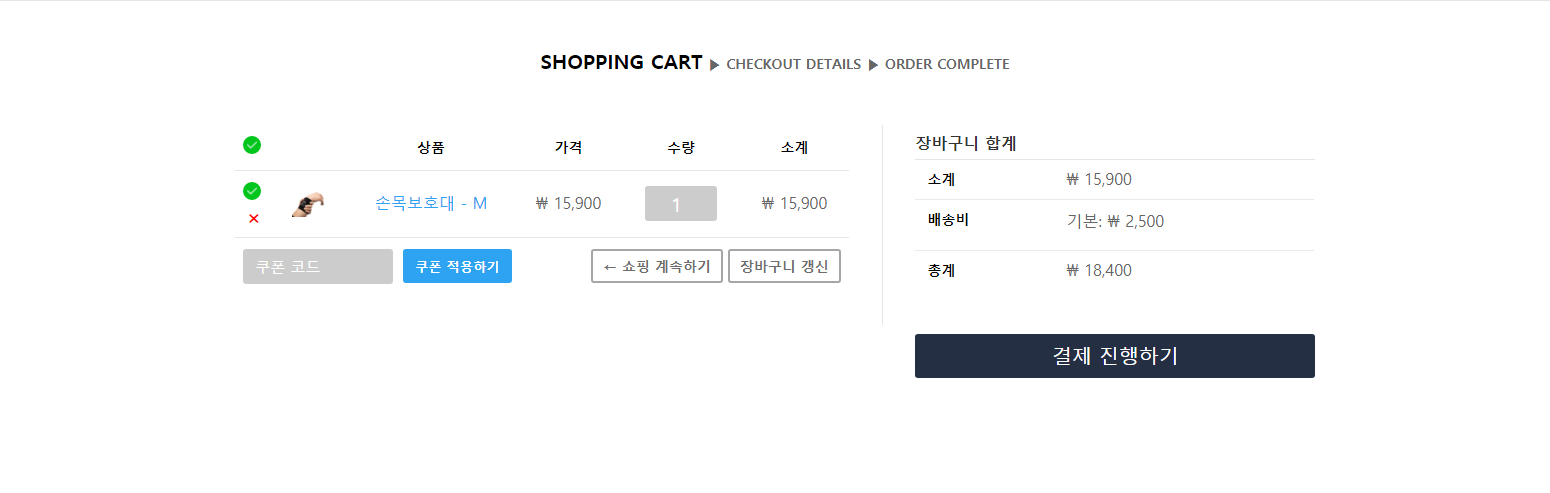 SHOPPING CART ▶ CHECKOUT DETAILS ▶ ORDER COMPLETE
상품 가격 수량 소계
손목보호대 - M ₩ 15,900 1 ₩ 15,900
쿠폰 코드 쿠폰 적용하기 ← 쇼핑 계속하기 장바구니 갱신
장바구니 합계
소계 ₩ 15,900
배송비 기본: ₩ 2,500
총계 ₩ 18,400
결제 진행하기